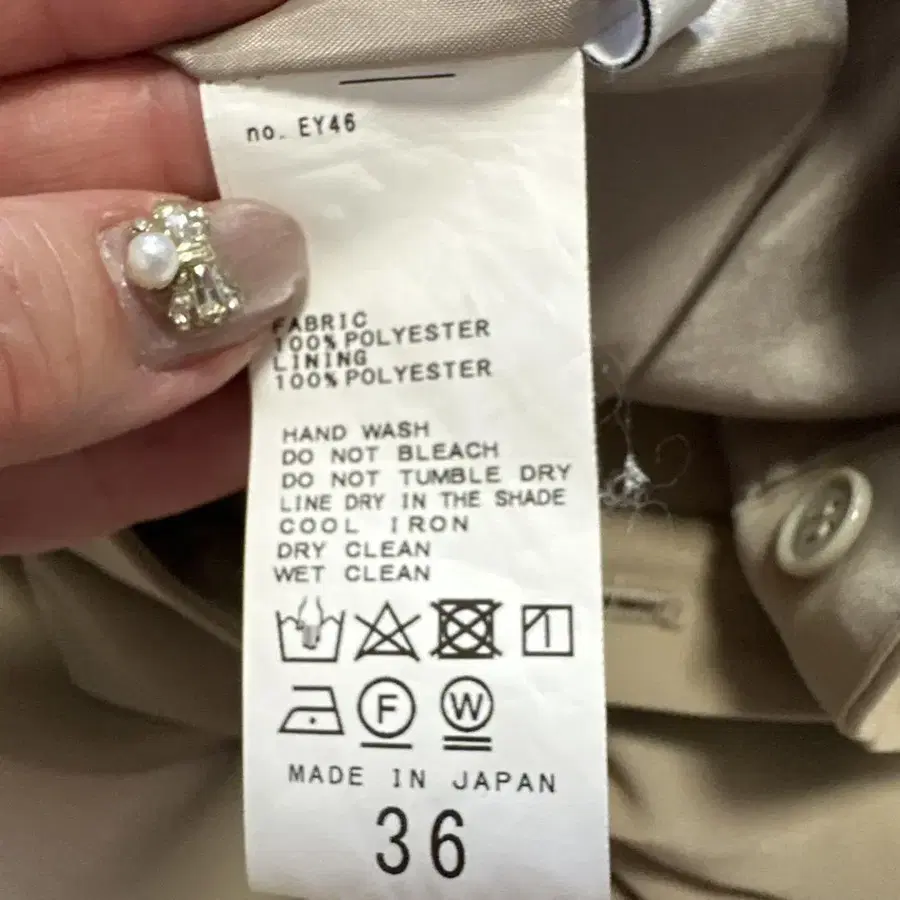 no. EY46
FABRIC
100% POLYESTER
LINING
100% POLYESTER
HAND WASH
DO NOT BLEACH
DO NOT TUMBLE DRY
LINE DRY IN THE SHADE
COOL IRON
DRY CLEAN
WET CLEAN
F W
MADE IN JAPAN
36